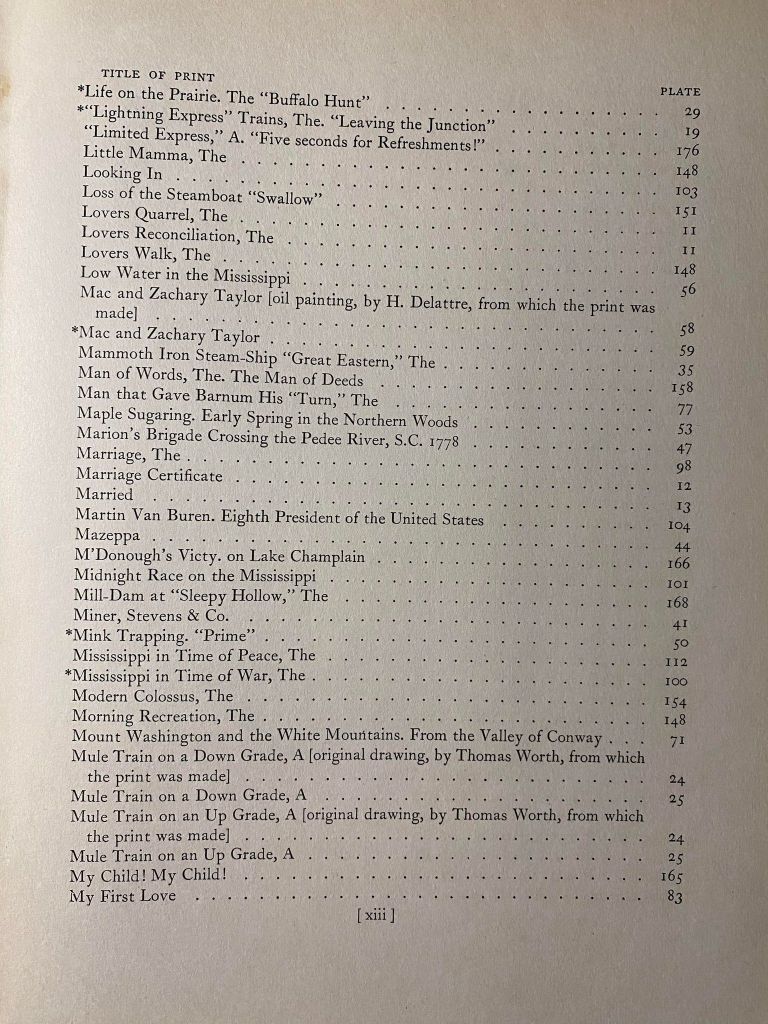 TITLE OF PRINT PLATE
*Life on the Prairie. The "Buffalo Hunt" . . . . . . . . . . . . . . 29
*"Lightning Express" Trains, The. "Leaving the Junction" . . . . . . . . 19
"Limited Express," A. "Five seconds for Refreshments!" . . . . . . . . . 176
Little Mamma, The . . . . . . . . . . . . . . . . . . . . . . 148
Looking In . . . . . . . . . . . . . . . . . . . . . . . . 103
Loss of the Steamboat "Swallow" . . . . . . . . . . . . . . . . . 151
Lovers Quarrel, The . . . . . . . . . . . . . . . . . . . . . 11
Lovers Reconciliation, The . . . . . . . . . . . . . . . . . . . 11
Lovers Walk, The . . . . . . . . . . . . . . . . . . . . . . 148
Low Water in the Mississippi . . . . . . . . . . . . . . . . . . 56
Mac and Zachary Taylor [oil painting, by H. Delattre, from which the print was
made] . . . . . . . . . . . . . . . . . . . . . . . . . 58
*Mac and Zachary Taylor . . . . . . . . . . . . . . . . . . . . 59
Mammoth Iron Steam-Ship "Great Eastern," The . . . . . . . . . . . 35
Man of Words, The. The Man of Deeds . . . . . . . . . . . . . . 158
Man that Gave Barnum His "Turn," The . . . . . . . . . . . . . . 77
Maple Sugaring. Early Spring in the Northern Woods . . . . . . . . . 53
Marion's Brigade Crossing the Pedee River, S.C. 1778 . . . . . . . . . 47
Marriage, The . . . . . . . . . . . . . . . . . . . . . . . . 98
Marriage Certificate . . . . . . . . . . . . . . . . . . . . . 12
Married . . . . . . . . . . . . . . . . . . . . . . . . . 13
Martin Van Buren. Eighth President of the United States . . . . . . . . 104
Mazeppa . . . . . . . . . . . . . . . . . . . . . . . . . 44
M'Donough's Victy. on Lake Champlain . . . . . . . . . . . . . . 166
Midnight Race on the Mississippi . . . . . . . . . . . . . . . . 101
Mill-Dam at "Sleepy Hollow," The . . . . . . . . . . . . . . . . 168
Miner, Stevens & Co. . . . . . . . . . . . . . . . . . . . . . 41
*Mink Trapping. "Prime" . . . . . . . . . . . . . . . . . . . . 50
Mississippi in Time of Peace, The . . . . . . . . . . . . . . . . 112
*Mississippi in Time of War, The . . . . . . . . . . . . . . . . . 100
Modern Colossus, The . . . . . . . . . . . . . . . . . . . . . 154
Morning Recreation, The . . . . . . . . . . . . . . . . . . . . 148
Mount Washington and the White Mountains. From the Valley of Conway . . . 71
Mule Train on a Down Grade, A [original drawing, by Thomas Worth, from which
the print was made] . . . . . . . . . . . . . . . . . . . . . 24
Mule Train on a Down Grade, A . . . . . . . . . . . . . . . . . 25
Mule Train on an Up Grade, A [original drawing, by Thomas Worth, from which
the print was made] . . . . . . . . . . . . . . . . . . . . . 24
Mule Train on an Up Grade, A . . . . . . . . . . . . . . . . . . 25
My Child! My Child! . . . . . . . . . . . . . . . . . . . . . 165
My First Love . . . . . . . . . . . . . . . . . . . . . . . 83
[ xiii ]